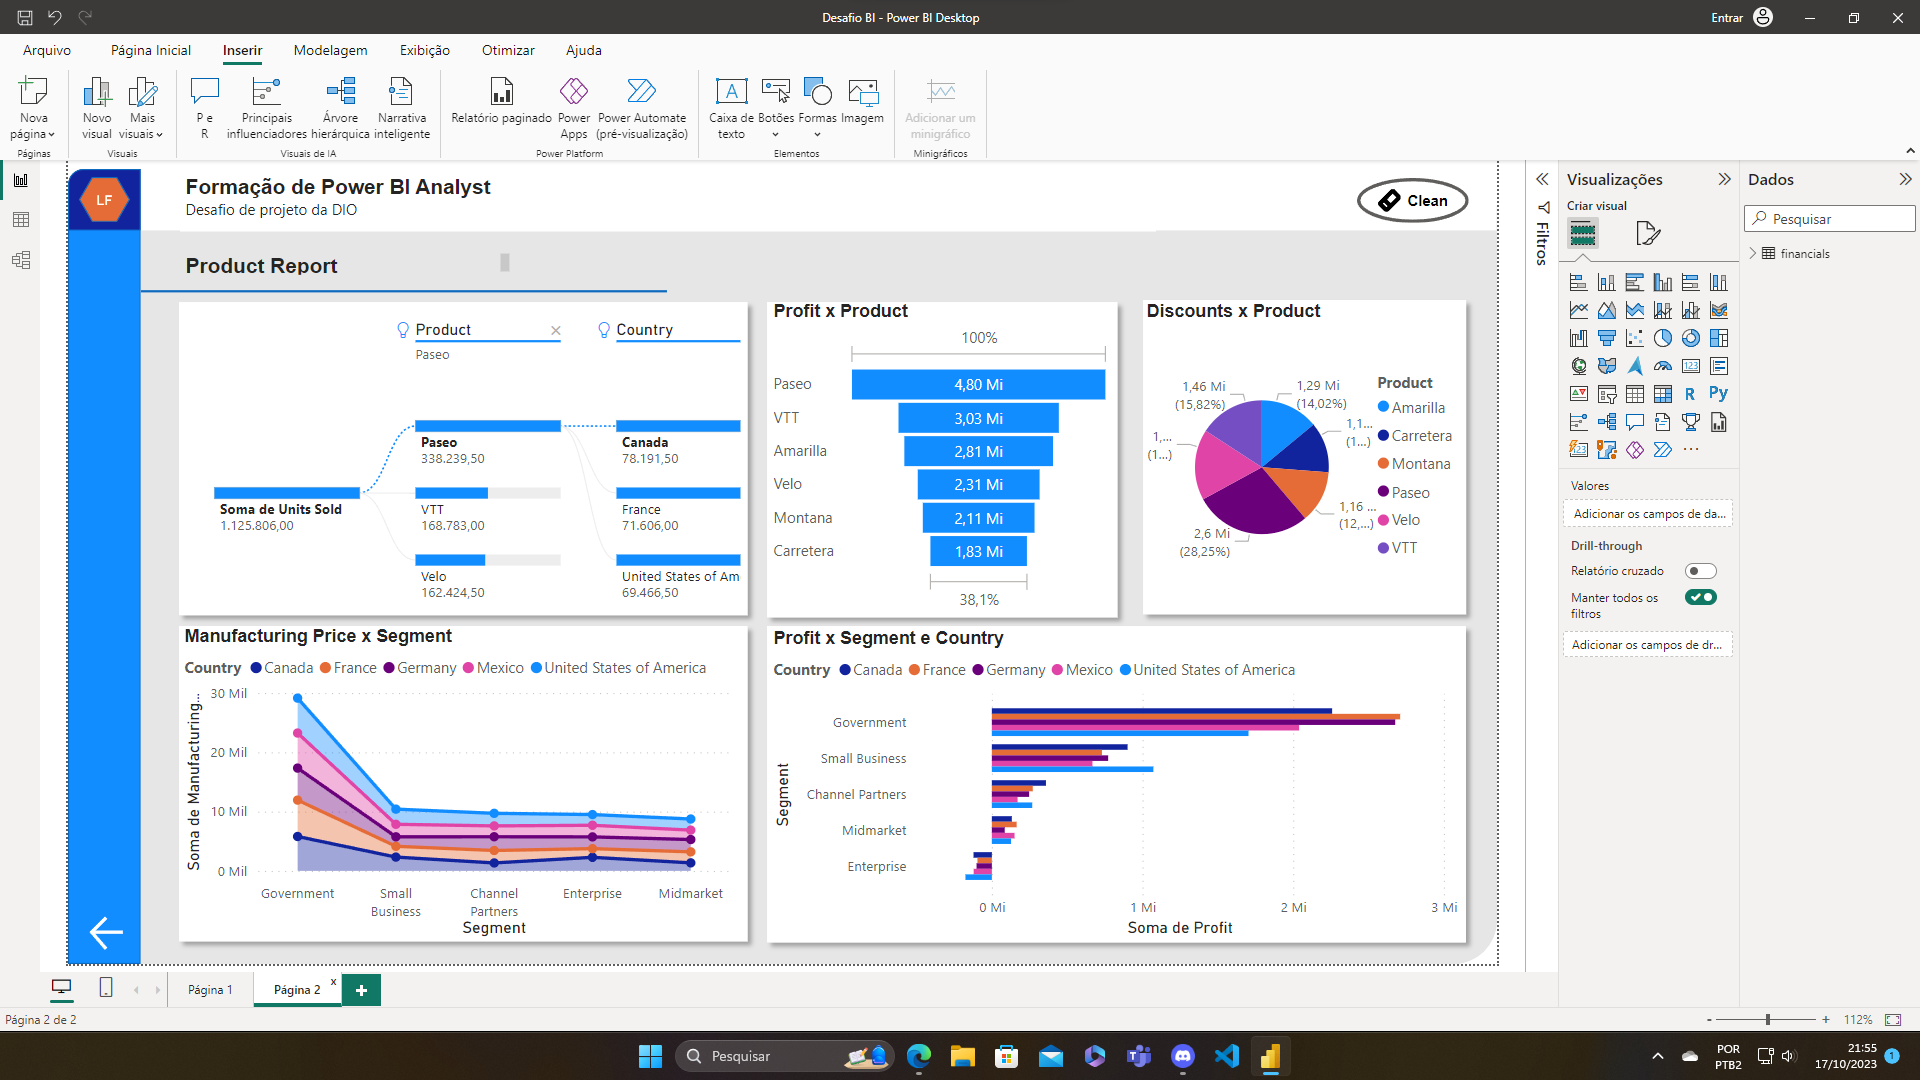 Desafio BI - Power BI Desktop
Entrar
Arquivo
Página Inicial
Inserir
Modelagem
Exibição
Otimizar
Ajuda
Nova página
Novo visual
Mais visuais
P e R
Principais influenciadores
Árvore hierárquica
Narrativa inteligente
Relatório paginado
Power Apps
Power Automate (pré-visualização)
Caixa de texto
Botões
Formas
Imagem
Adicionar um minigráfico
Páginas
Visuais
Visuais de IA
Power Platform
Elementos
Minigráficos
LF
Formação de Power BI Analyst
Desafio de projeto da DIO
Clean
Product Report
Product
Paseo
Country
Soma de Units Sold
1.125.806,00
Paseo
338.239,50
VTT
168.783,00
Velo
162.424,50
Canada
78.191,50
France
71.606,00
United States of Am
69.466,50
Profit x Product
100%
Paseo
4,80 Mi
VTT
3,03 Mi
Amarilla
2,81 Mi
Velo
2,31 Mi
Montana
2,11 Mi
Carretera
1,83 Mi
38,1%
Discounts x Product
1,46 Mi
(15,82%)
1,29 Mi
(14,02%)
1,1...
(1...)
1,...
(1...)
1,16 ...
(12,...)
2,6 Mi
(28,25%)
Product
Amarilla
Carretera
Montana
Paseo
Velo
VTT
Manufacturing Price x Segment
Country Canada France Germany Mexico United States of America
Soma de Manufacturing...
30 Mil
20 Mil
10 Mil
0 Mil
Government
Small Business
Channel Partners
Enterprise
Midmarket
Segment
Profit x Segment e Country
Country Canada France Germany Mexico United States of America
Segment
Government
Small Business
Channel Partners
Midmarket
Enterprise
0 Mi
1 Mi
2 Mi
3 Mi
Soma de Profit
Filtros
Visualizações
Criar visual
R
Py
123
Valores
Adicionar os campos de da...
Drill-through
Relatório cruzado
Manter todos os filtros
Adicionar os campos de dr...
Dados
Pesquisar
financials
Página 1
Página 2
x
+
Página 2 de 2
- + 112%
Pesquisar
POR
PTB2
21:55
17/10/2023
1